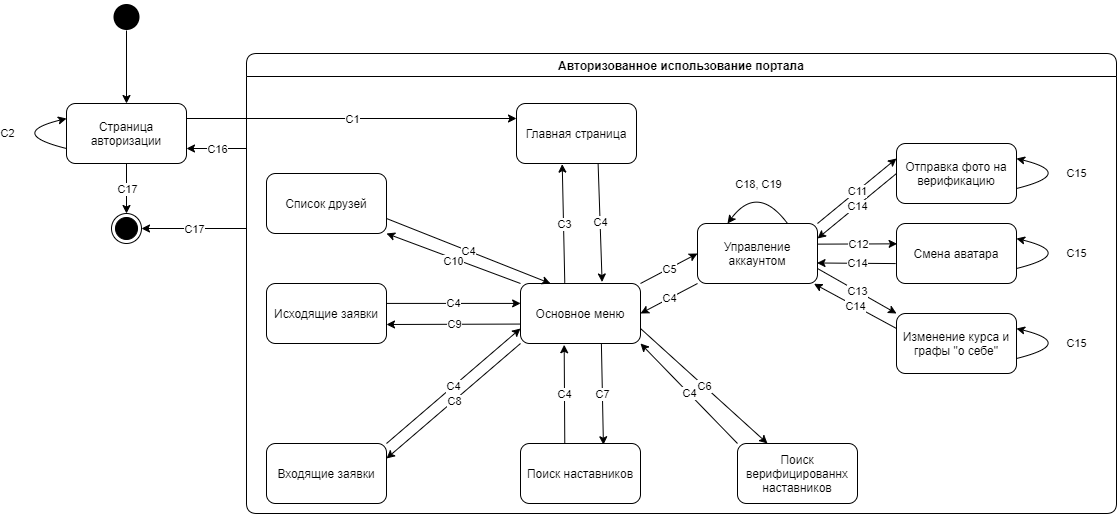 Авторизованное использование портала
C2
Страница
авторизации
C1
Главная страница
C16
C17
C17
Список друзей
C3
C4
C4
C10
C18, C19
Управление
аккаунтом
C11
C14
Отправка фото на
верификацию
C15
C12
C14
Смена аватара
C15
C5
C4
C13
C14
Изменение курса и
графы "о себе"
C15
Исходящие заявки
C4
C9
Основное меню
C4
C8
C4
C7
C6
C4
Входящие заявки
Поиск наставников
Поиск
верифицированнх
наставников